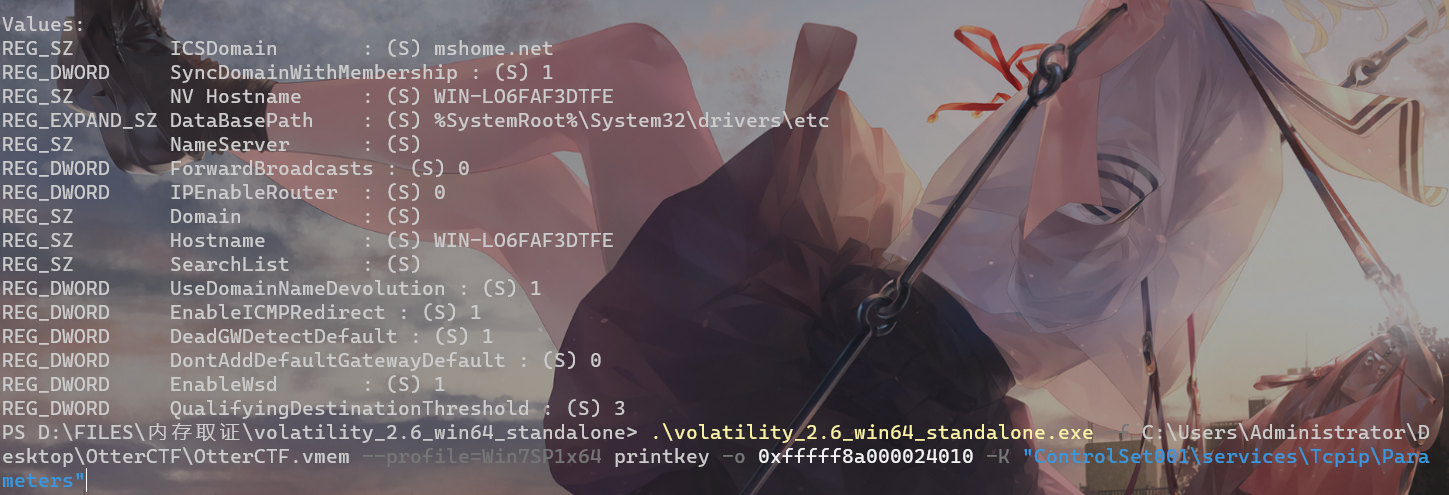 Values:
REG_SZ        ICSDomain       : (S) mshome.net
REG_DWORD     SyncDomainWithMembership : (S) 1
REG_SZ        NV Hostname     : (S) WIN-LO6FAF3DTFE
REG_EXPAND_SZ DataBasePath    : (S) %SystemRoot%\System32\drivers\etc
REG_SZ        NameServer      : (S)
REG_DWORD     ForwardBroadcasts : (S) 0
REG_DWORD     IPEnableRouter  : (S) 0
REG_SZ        Domain          : (S)
REG_SZ        Hostname        : (S) WIN-LO6FAF3DTFE
REG_SZ        SearchList      : (S)
REG_DWORD     UseDomainNameDevolution : (S) 1
REG_DWORD     EnableICMPRedirect : (S) 1
REG_DWORD     DeadGWDetectDefault : (S) 1
REG_DWORD     DontAddDefaultGatewayDefault : (S) 0
REG_DWORD     EnableWsd       : (S) 1
REG_DWORD     QualifyingDestinationThreshold : (S) 3
PS D:\FILES\内存取证\volatility_2.6_win64_standalone> .\volatility_2.6_win64_standalone.exe -f C:\Users\Administrator\D
esktop\OtterCTF\OtterCTF.vmem --profile=Win7SP1x64 printkey -o 0xfffff8a000024010 -K "ControlSet001\services\Tcpip\Para
meters"